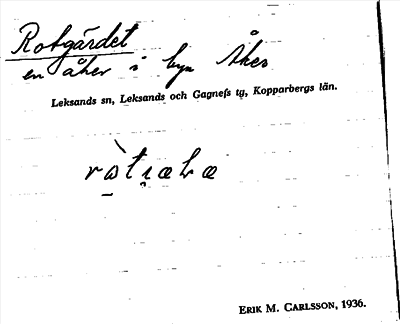 Rotgärdet
en åker i byn Åker
Leksands sn, Leksands och Gagnefs tg, Kopparbergs län.
ERIK M. CARLSSON, 1936.